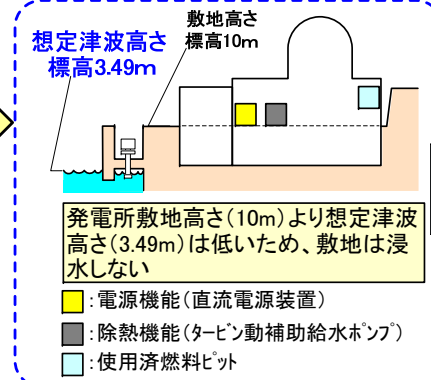 敷地高さ
標高10m
想定津波高さ
標高3.49m
発電所敷地高さ(10m)より想定津波
高さ(3.49m)は低いため、敷地は浸
水しない
:電源機能(直流電源装置)
:除熱機能(タービン動補助給水ポンプ)
:使用済燃料ピット